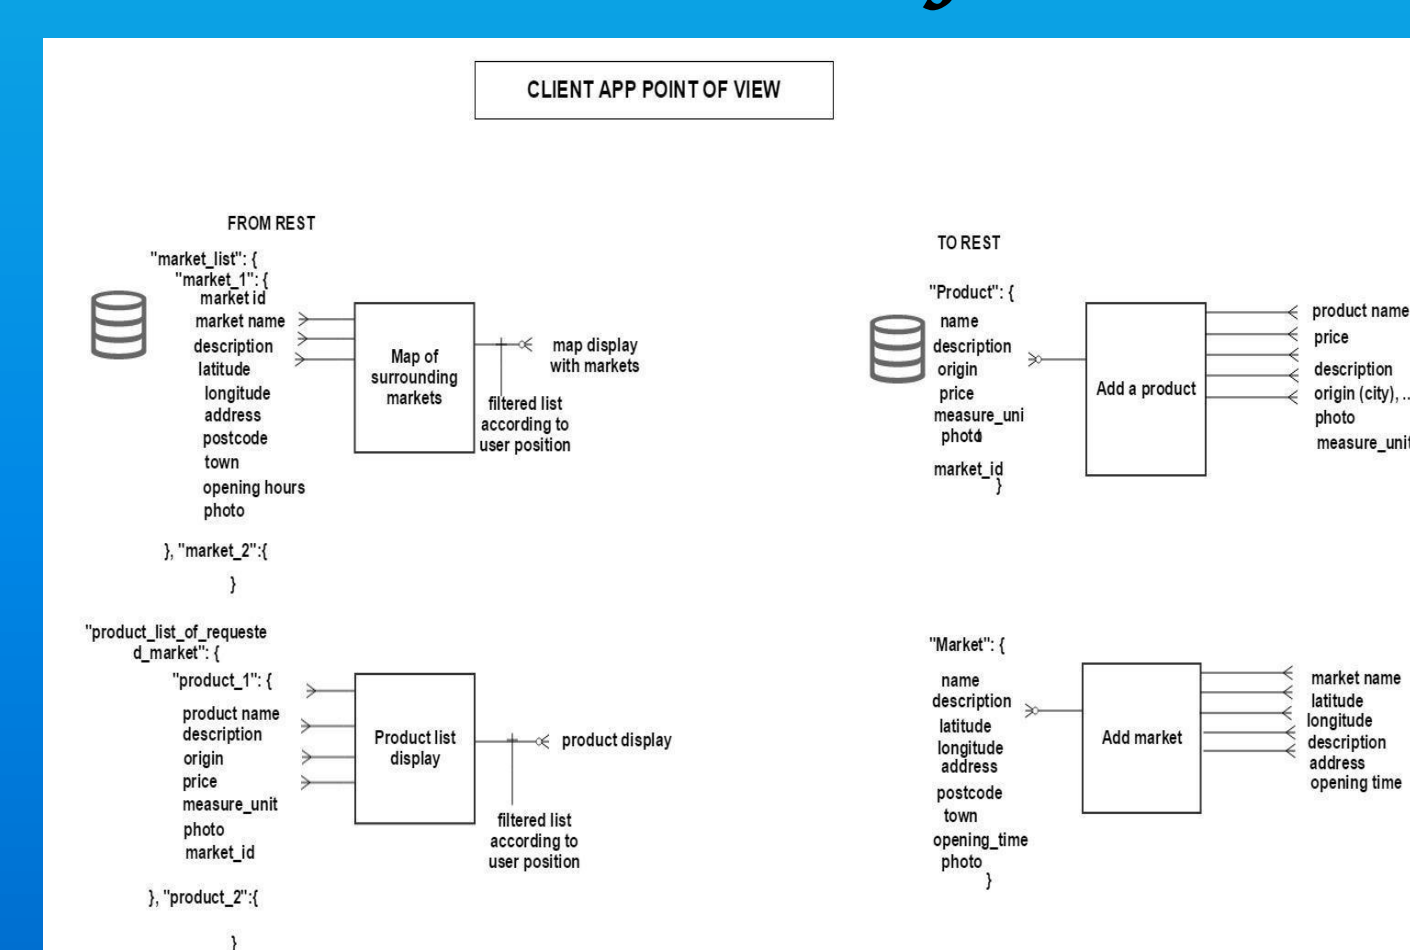 CLIENT APP POINT OF VIEW
FROM REST
"market_list": {
"market_1": {
market id
market name
description
latitude
longitude
address
postcode
town
opening hours
photo
}, "market_2":{
}
Map of
surrounding
markets
map display
with markets
filtered list
according to
user position
"product_list_of_requeste
d_market": {
"product_1": {
product name
description
origin
price
measure_unit
photo
market_id
}, "product_2":{
}
Product list
display
product display
filtered list
according to
user position
TO REST
"Product": {
name
description
origin
price
measure_uni
photo
market_id
}
Add a product
product name
price
description
origin (city), ..
photo
measure_unit
"Market": {
name
description
latitude
longitude
address
postcode
town
opening_time
photo
}
Add market
market name
latitude
longitude
description
address
opening time